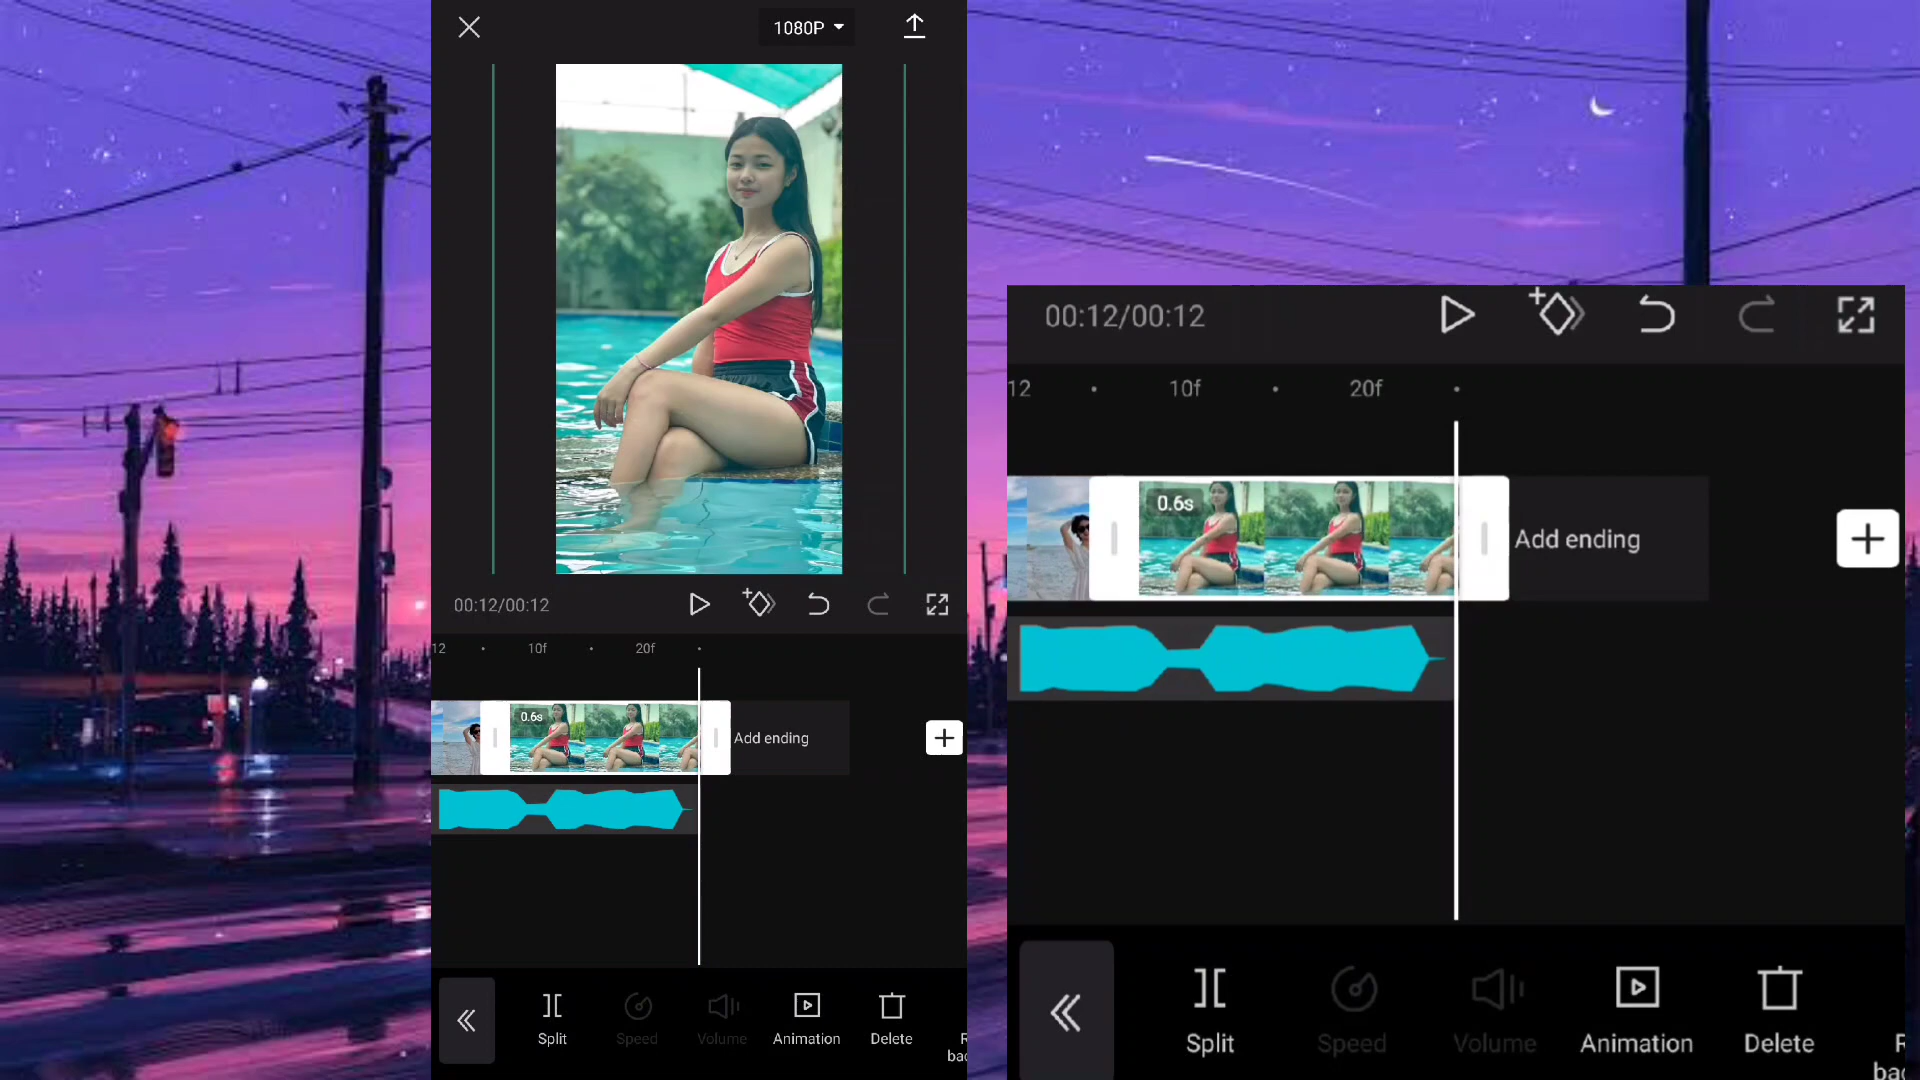 1080P
00:12/00:12
12 10f 20f
0.6s
Add ending
Split Speed Volume Animation Delete
00:12/00:12
12 10f 20f
0.6s
Add ending
Split Speed Volume Animation Delete